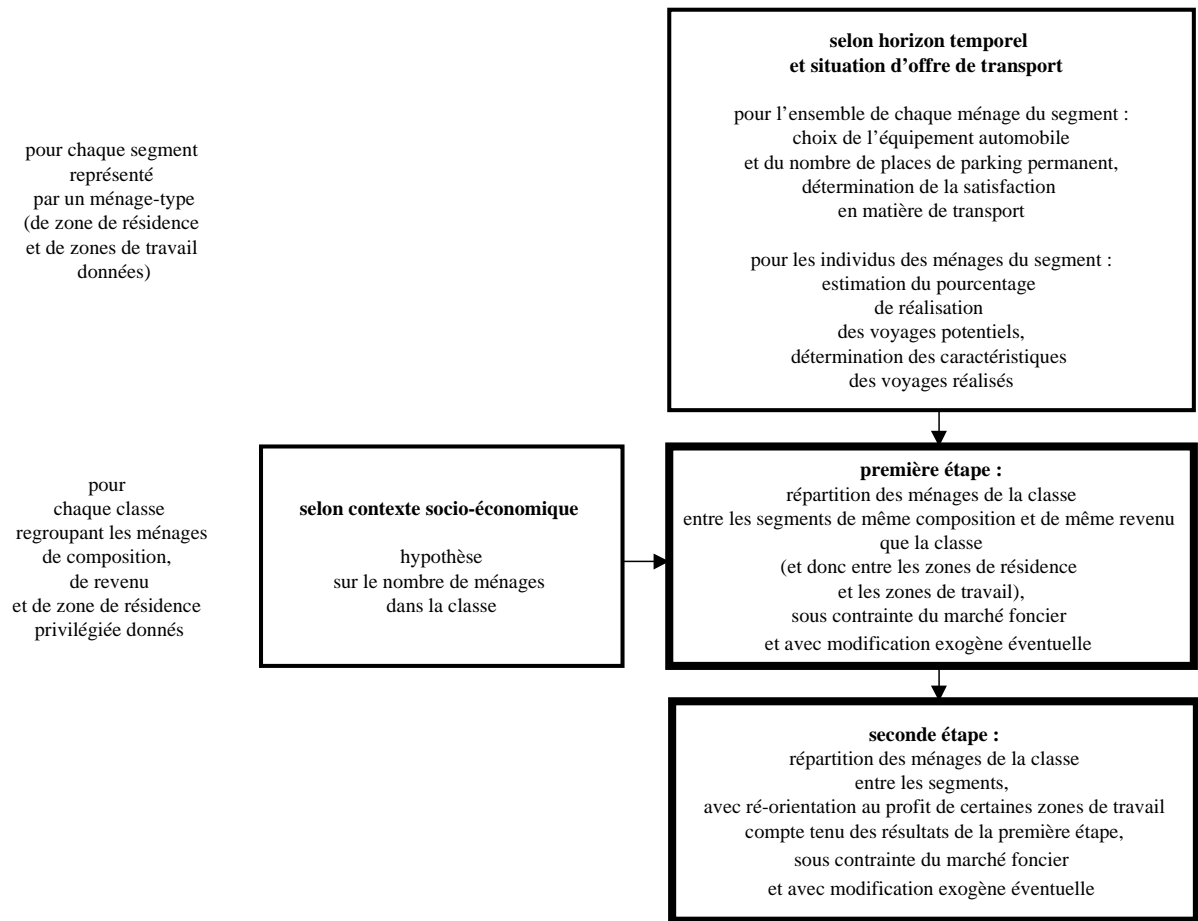 selon horizon temporel
et situation d’offre de transport
pour l’ensemble de chaque ménage du segment :
choix de l’équipement automobile
et du nombre de places de parking permanent,
détermination de la satisfaction
en matière de transport
pour les individus des ménages du segment :
estimation du pourcentage
de réalisation
des voyages potentiels,
détermination des caractéristiques
des voyages réalisés
pour chaque segment
représenté
par un ménage-type
(de zone de résidence
et de zones de travail
données)
pour
chaque classe
regroupant les ménages
de composition,
de revenu
et de zone de résidence
privilégiée donnés
selon contexte socio-économique
hypothèse
sur le nombre de ménages
dans la classe
première étape :
répartition des ménages de la classe
entre les segments de même composition et de même revenu
que la classe
(et donc entre les zones de résidence
et les zones de travail),
sous contrainte du marché foncier
et avec modification exogène éventuelle
seconde étape :
répartition des ménages de la classe
entre les segments,
avec ré-orientation au profit de certaines zones de travail
compte tenu des résultats de la première étape,
sous contrainte du marché foncier
et avec modification exogène éventuelle